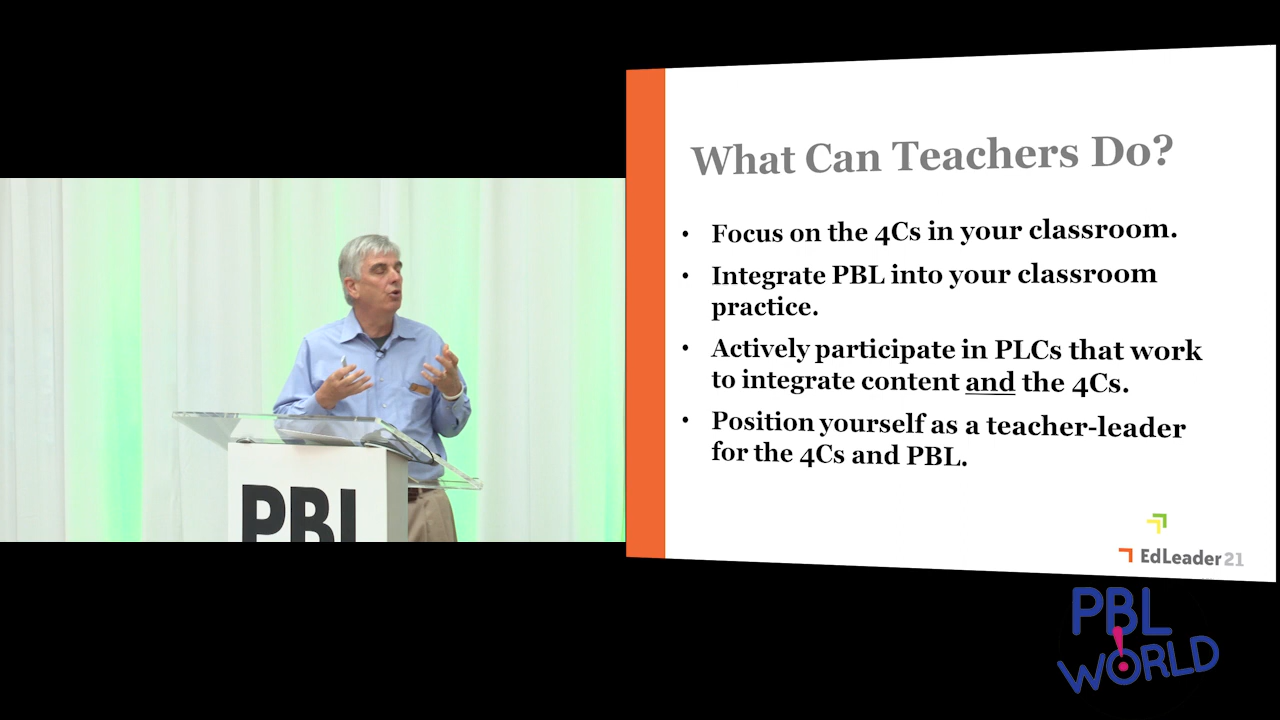 What Can Teachers Do?
• Focus on the 4Cs in your classroom.
• Integrate PBL into your classroom
practice.
• Actively participate in PLCs that work
to integrate content and the 4Cs.
• Position yourself as a teacher-leader
for the 4Cs and PBL.
EdLeader21
PBL
PBL
WORLD